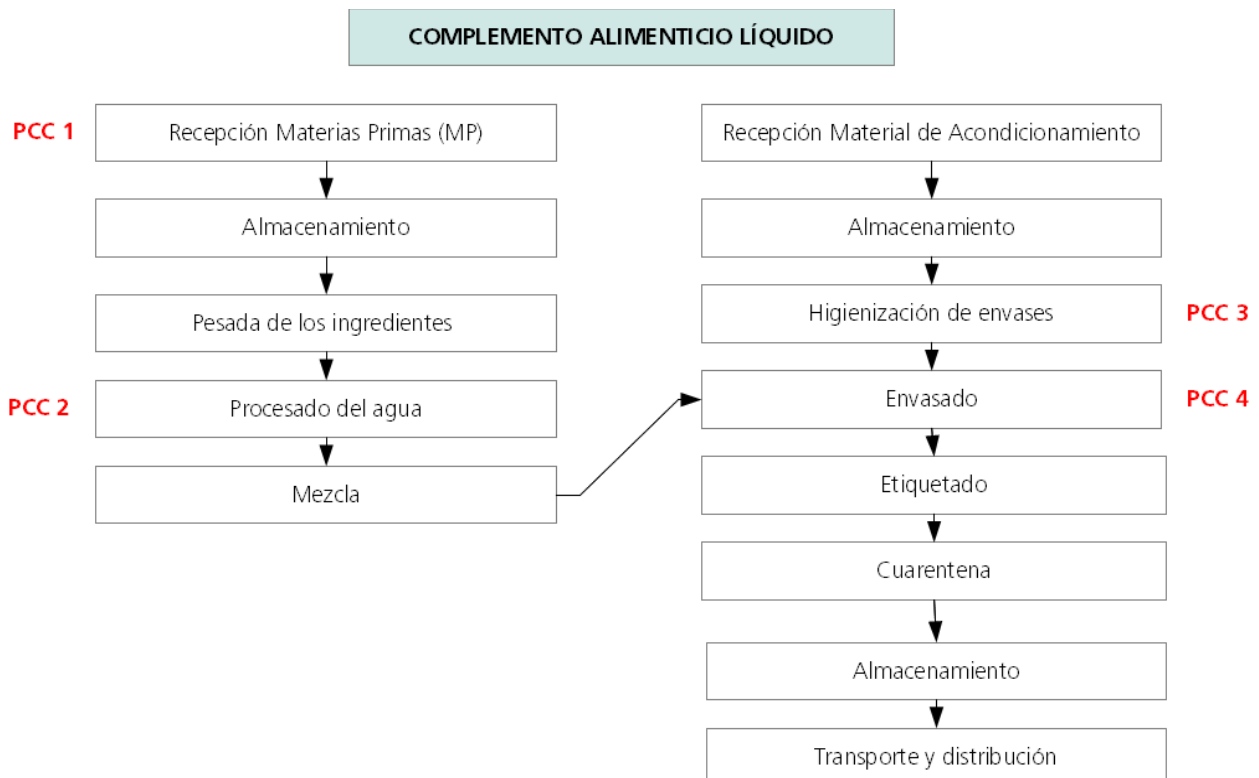 COMPLEMENTO ALIMENTICIO LÍQUIDO
PCC 1
Recepción Materias Primas (MP)
Almacenamiento
Pesada de los ingredientes
PCC 2
Procesado del agua
Mezcla
Recepción Material de Acondicionamiento
Almacenamiento
Higienización de envases
PCC 3
Envasado
PCC 4
Etiquetado
Cuarentena
Almacenamiento
Transporte y distribución